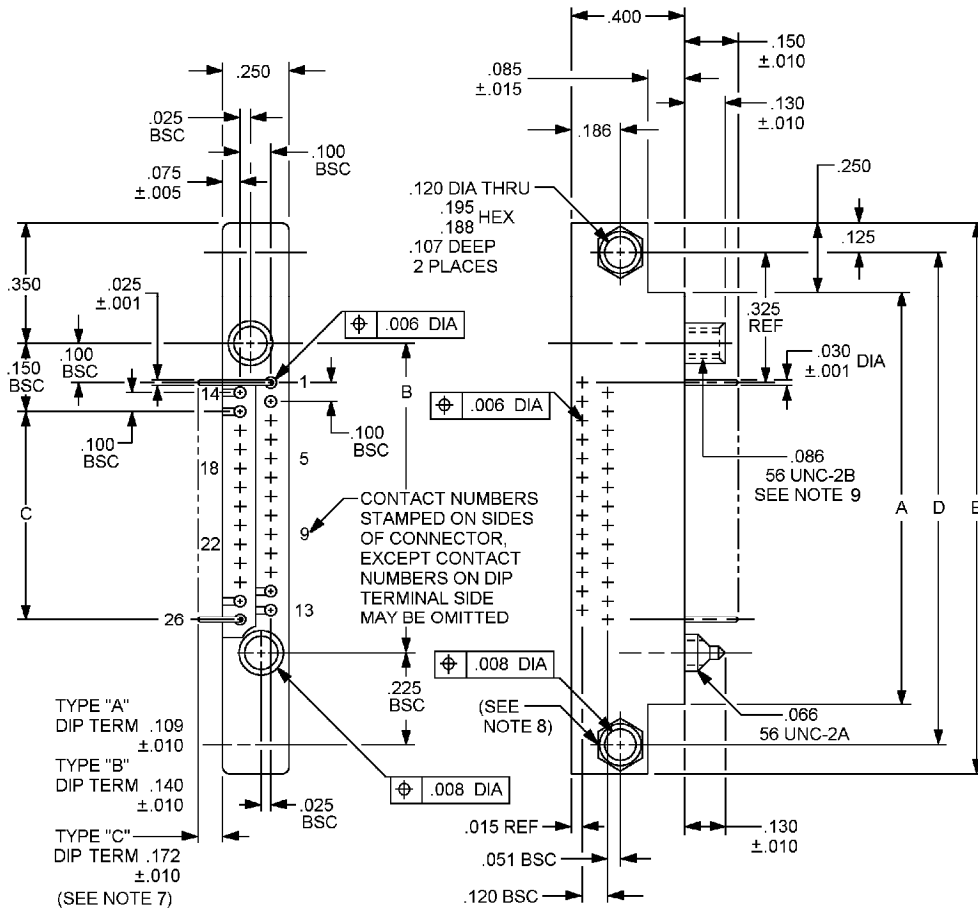 .400
.150
±.010
.250
.085
±.015
.130
±.010
.025
BSC
.186
.100
BSC
.075
±.005
.250
.120 DIA THRU
.195
.188 HEX
.107 DEEP
2 PLACES
.125
.350
.025
±.001
.325
REF
⌖ .006 DIA
.100
BSC
.030
±.001 DIA
.150
BSC
1
B
14
⌖ .006 DIA
.100
BSC
.100
BSC
5
.086
56 UNC-2B
SEE NOTE 9
18
CONTACT NUMBERS
STAMPED ON SIDES
OF CONNECTOR,
EXCEPT CONTACT
NUMBERS ON DIP
TERMINAL SIDE
MAY BE OMITTED
A
D
E
C
9
22
13
26
⌖ .008 DIA
.225
BSC
TYPE "A"
DIP TERM .109
±.010
(SEE
NOTE 8)
.066
56 UNC-2A
TYPE "B"
DIP TERM .140
±.010
⌖ .008 DIA
.025
BSC
.015 REF
.130
±.010
TYPE "C"
DIP TERM .172
±.010
(SEE NOTE 7)
.051 BSC
.120 BSC